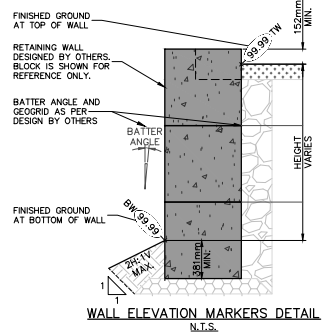 FINISHED GROUND
AT TOP OF WALL
RETAINING WALL
DESIGNED BY OTHERS.
BLOCK IS SHOWN FOR
REFERENCE ONLY.
BATTER ANGLE AND
GEOGRID AS PER
DESIGN BY OTHERS
BATTER
ANGLE
FINISHED GROUND
AT BOTTOM OF WALL
BW 99.99
99.99 TW
152mm
MIN.
HEIGHT
VARIES
381mm
MIN.
2H:1V
MAX.
1
1
WALL ELEVATION MARKERS DETAIL
N.T.S.